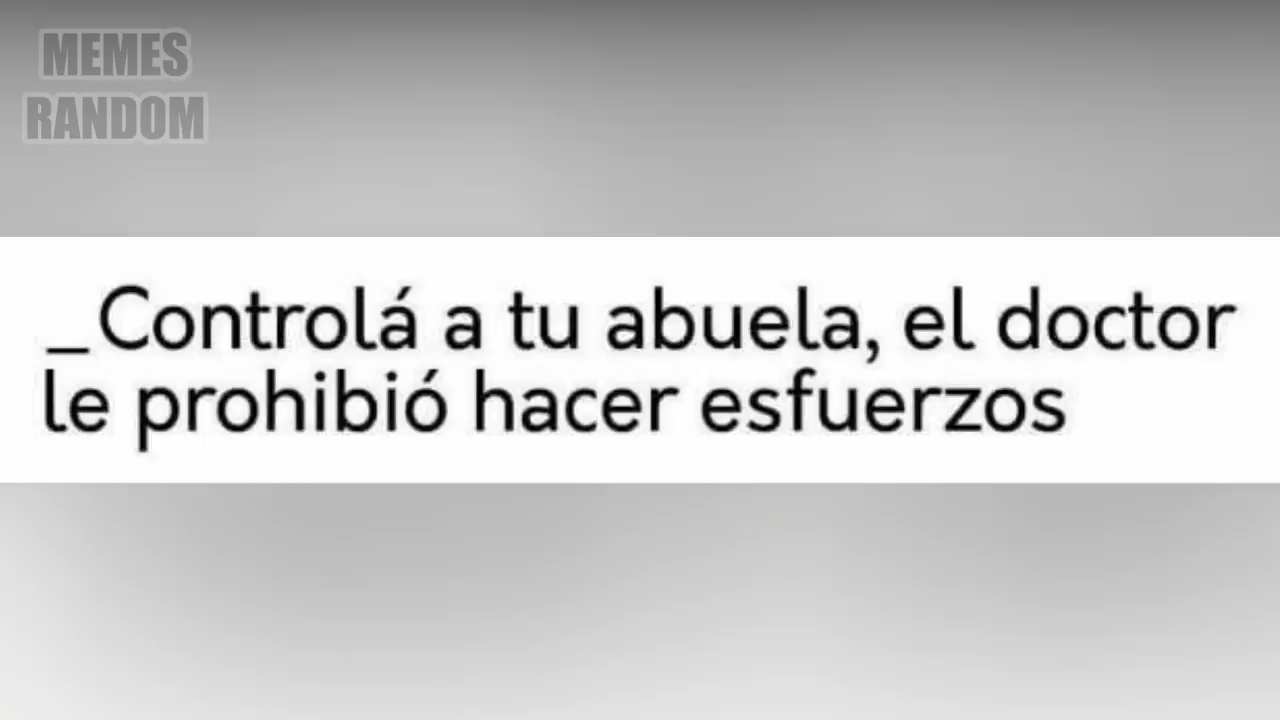 MEMES
RANDOM
_Controlá a tu abuela, el doctor
le prohibió hacer esfuerzos